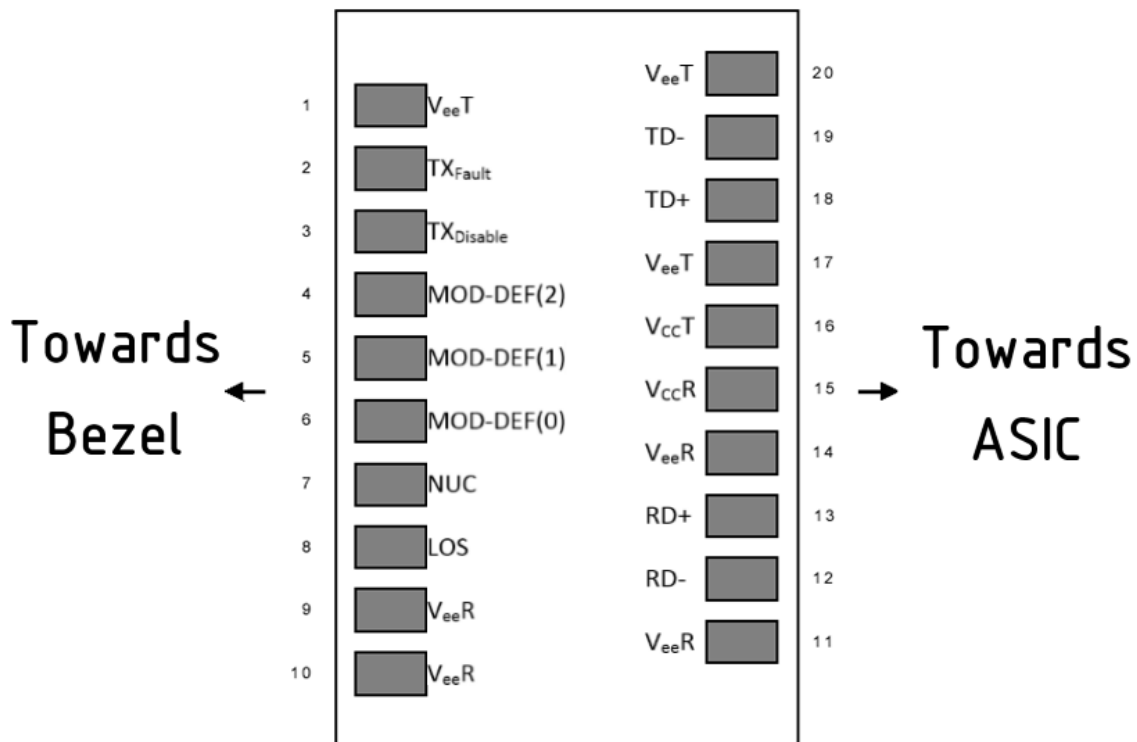 VeeT 20
1 VeeT
TD- 19
2 TXFault
TD+ 18
3 TXDisable
VeeT 17
4 MOD-DEF(2)
VCCT 16
Towards
Bezel
5 MOD-DEF(1)
VCCR 15
Towards
ASIC
6 MOD-DEF(0)
VeeR 14
7 NUC
RD+ 13
8 LOS
RD- 12
9 VeeR
VeeR 11
10 VeeR